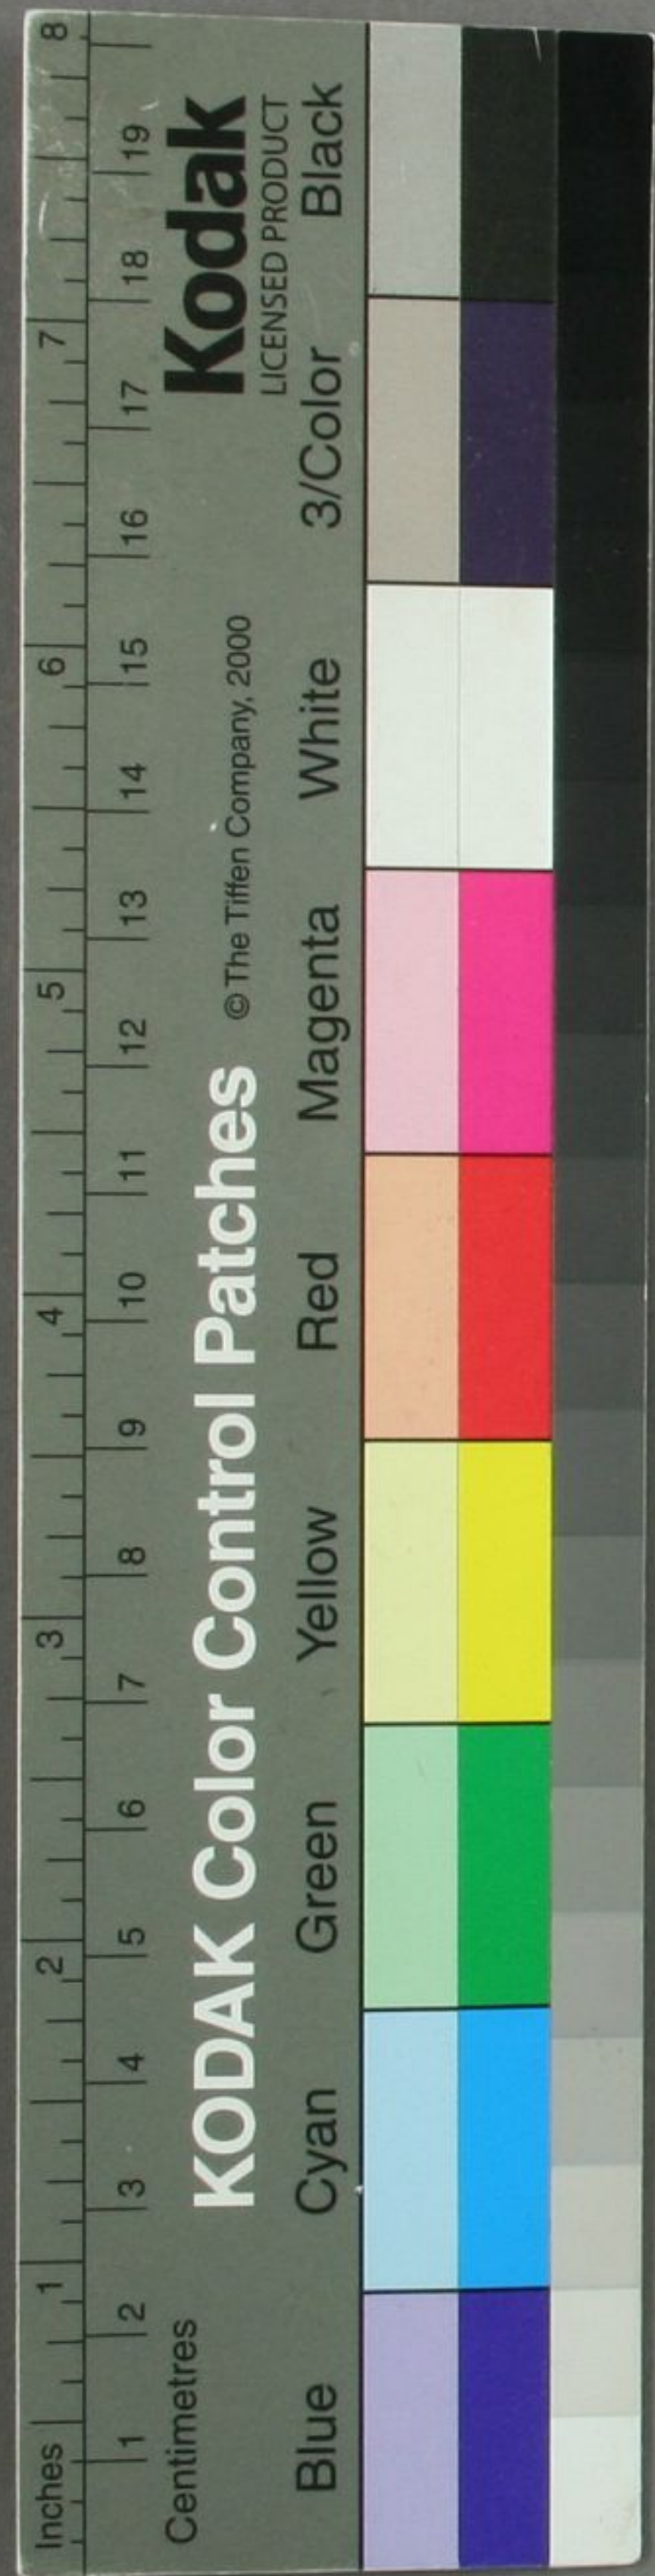 Inches 1 2 3 4 5 6 7 8
1 2 3 4 5 6 7 8 9 10 11 12 13 14 15 16 17 18 19
Centimetres
KODAK Color Control Patches © The Tiffen Company, 2000 Kodak
LICENSED PRODUCT
Blue Cyan Green Yellow Red Magenta White 3/Color Black